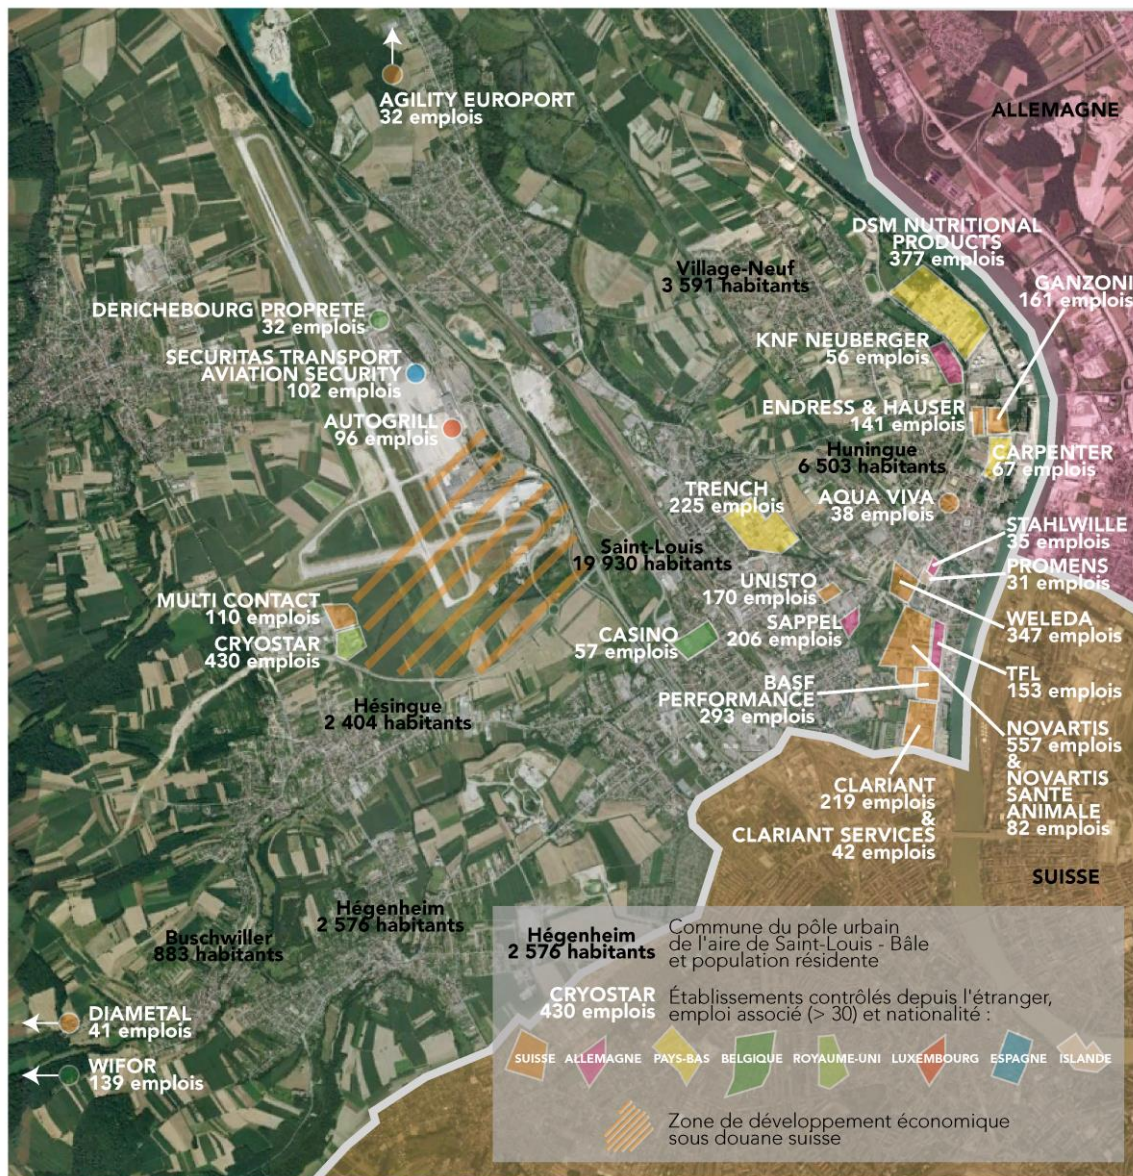 AGILITY EUROPORT
32 emplois
ALLEMAGNE
DSM NUTRITIONAL
PRODUCTS
377 emplois
Village-Neuf
3 591 habitants
GANZONI
161 emplois
DERICHEBOURG PROPRETE
32 emplois
KNF NEUBERGER
56 emplois
SECURITAS TRANSPORT
AVIATION SECURITY
102 emplois
ENDRESS & HAUSER
141 emplois
AUTOGRILL
96 emplois
Huningue
6 503 habitants
CARPENTER
67 emplois
TRENCH
225 emplois
AQUA VIVA
38 emplois
STAHLWILLE
35 emplois
Saint-Louis
19 930 habitants
PROMENS
31 emplois
UNISTO
170 emplois
MULTI CONTACT
110 emplois
WELEDA
347 emplois
SAPPEL
206 emplois
CRYOSTAR
430 emplois
CASINO
57 emplois
TFL
153 emplois
BASF
PERFORMANCE
293 emplois
Hésingue
2 404 habitants
NOVARTIS
557 emplois
&
NOVARTIS
SANTE
ANIMALE
82 emplois
CLARIANT
219 emplois
&
CLARIANT SERVICES
42 emplois
SUISSE
Hégenheim
2 576 habitants
Buschwiller
883 habitants
DIAMETAL
41 emplois
WIFOR
139 emplois
Hégenheim
2 576 habitants
Commune du pôle urbain
de l'aire de Saint-Louis - Bâle
et population résidente
CRYOSTAR
430 emplois
Établissements contrôlés depuis l'étranger,
emploi associé (> 30) et nationalité :
SUISSE ALLEMAGNE PAYS-BAS BELGIQUE ROYAUME-UNI LUXEMBOURG ESPAGNE ISLANDE
Zone de développement économique
sous douane suisse